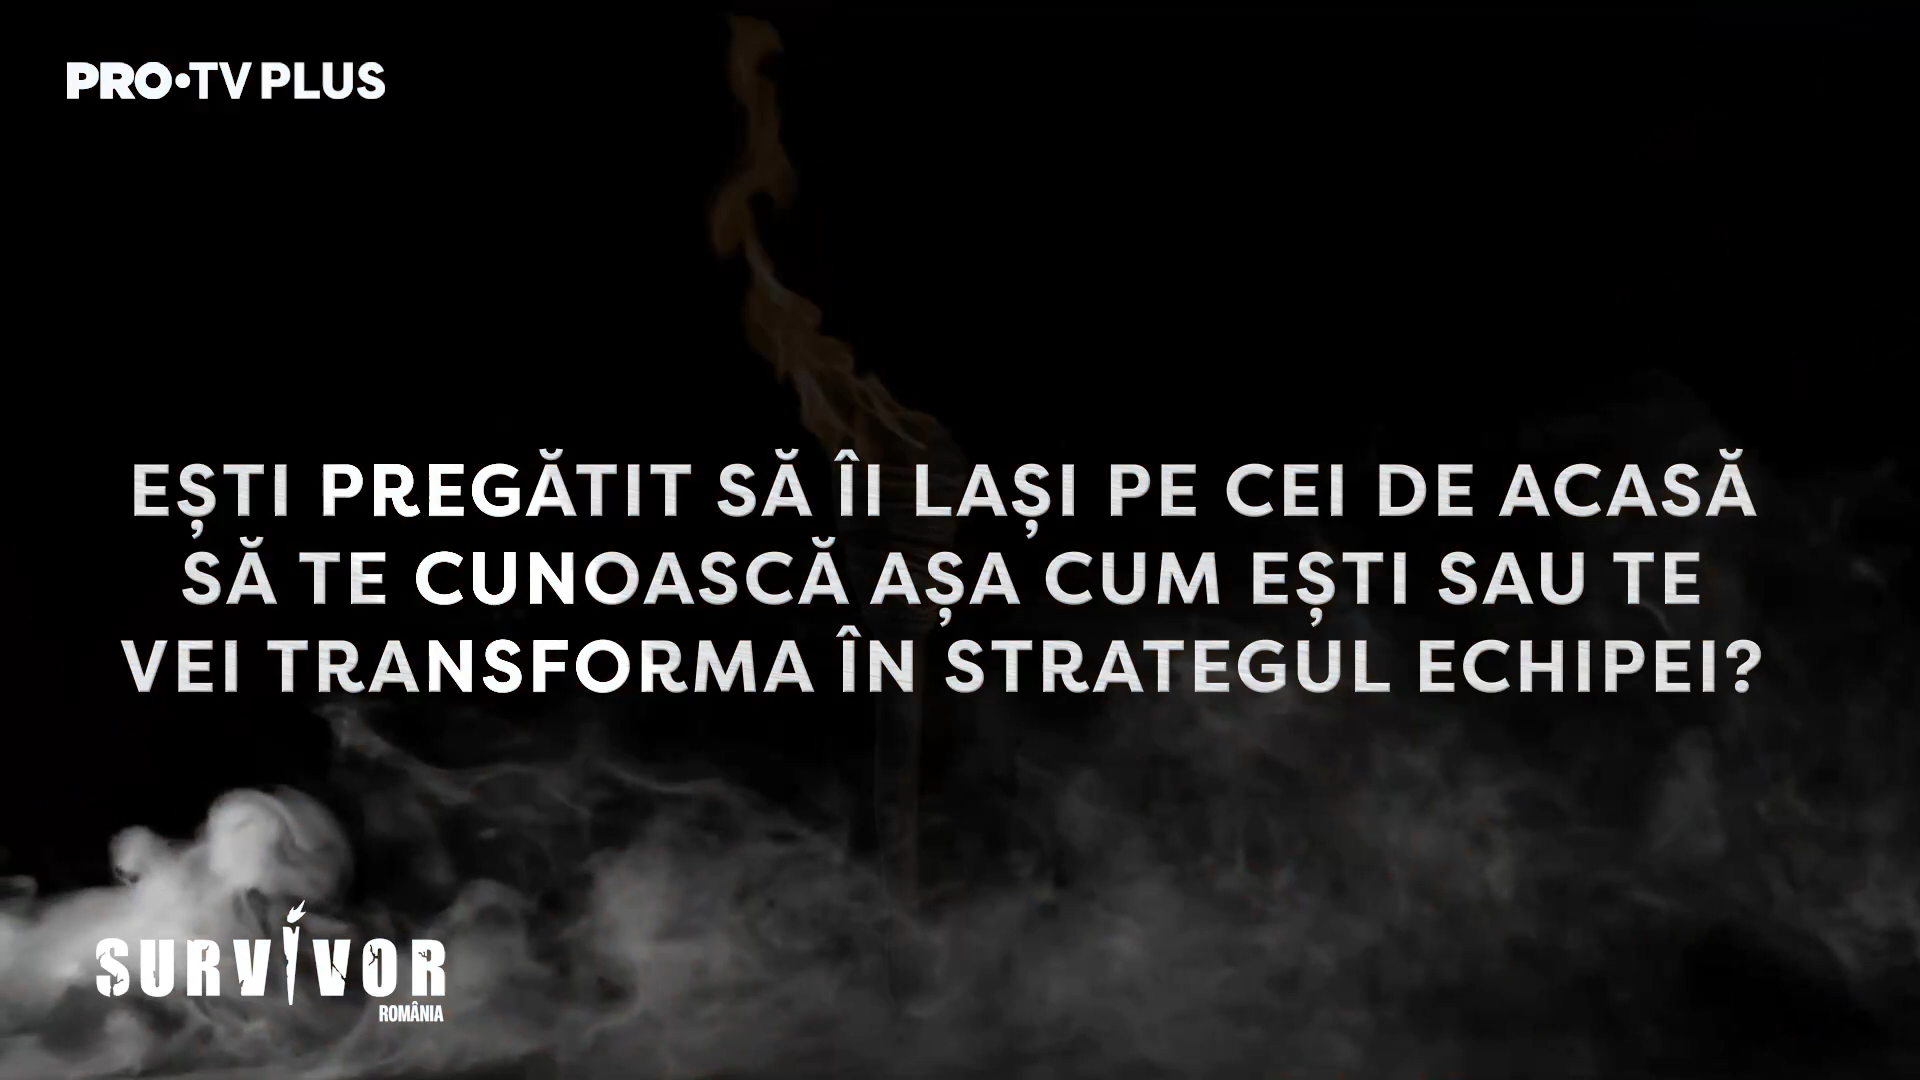 PRO•TV PLUS
EȘTI PREGĂTIT SĂ ÎI LAȘI PE CEI DE ACASĂ
SĂ TE CUNOASCĂ AȘA CUM EȘTI SAU TE
VEI TRANSFORMA ÎN STRATEGUL ECHIPEI?
SURVIVOR
ROMÂNIA